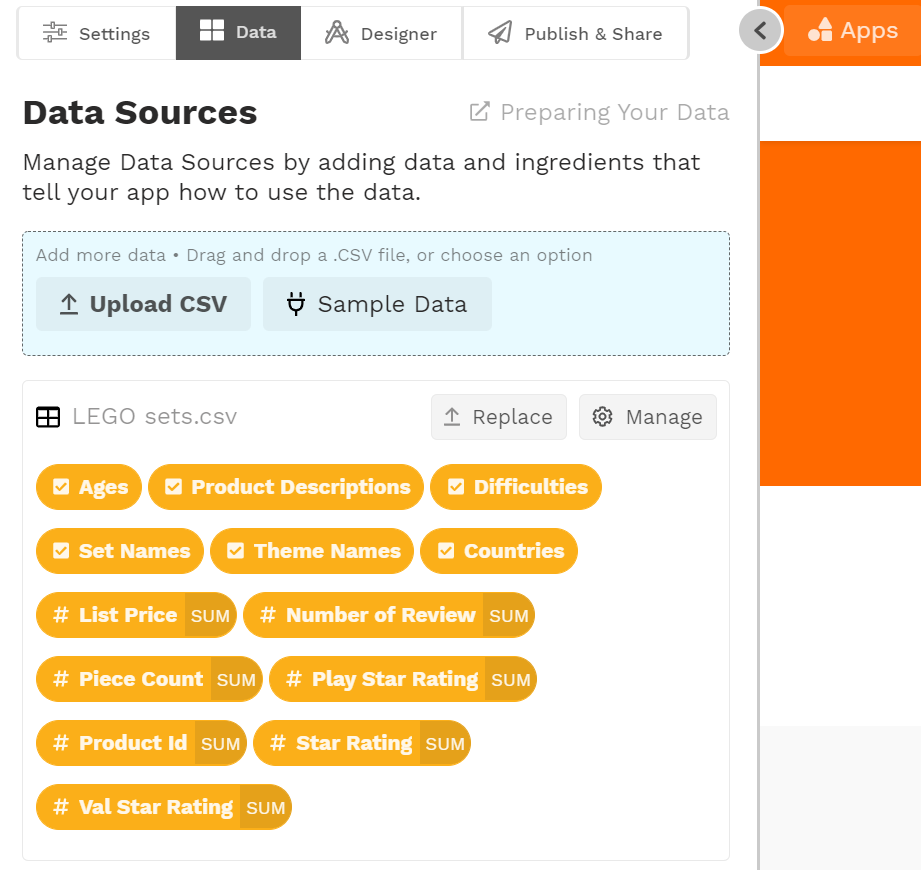 Settings Data Designer Publish & Share Apps
Data Sources Preparing Your Data
Manage Data Sources by adding data and ingredients that
tell your app how to use the data.
Add more data • Drag and drop a .CSV file, or choose an option
Upload CSV Sample Data
LEGO sets.csv Replace Manage
Ages Product Descriptions Difficulties
Set Names Theme Names Countries
# List Price SUM # Number of Review SUM
# Piece Count SUM # Play Star Rating SUM
# Product Id SUM # Star Rating SUM
# Val Star Rating SUM